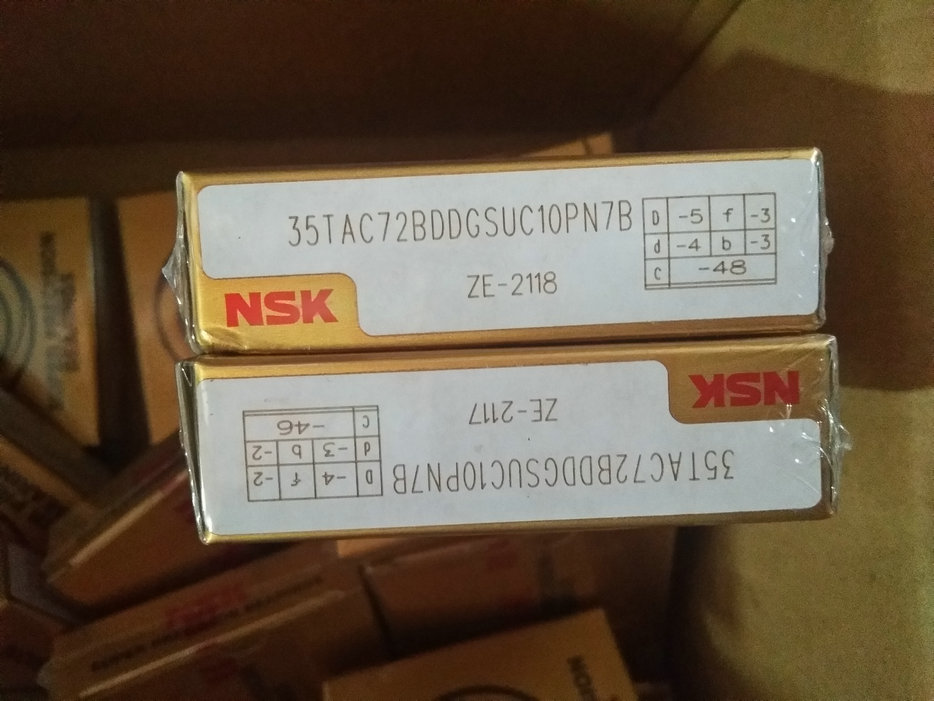 35TAC72BDDGSUC10PN7B
ZE-2118
NSK
D -5 f -3
d -4 b -3
C -48
NSK
ZE-2117
35TAC72BDDGSUC10PN7B
D -4 f -2
d -3 b -2
C -46